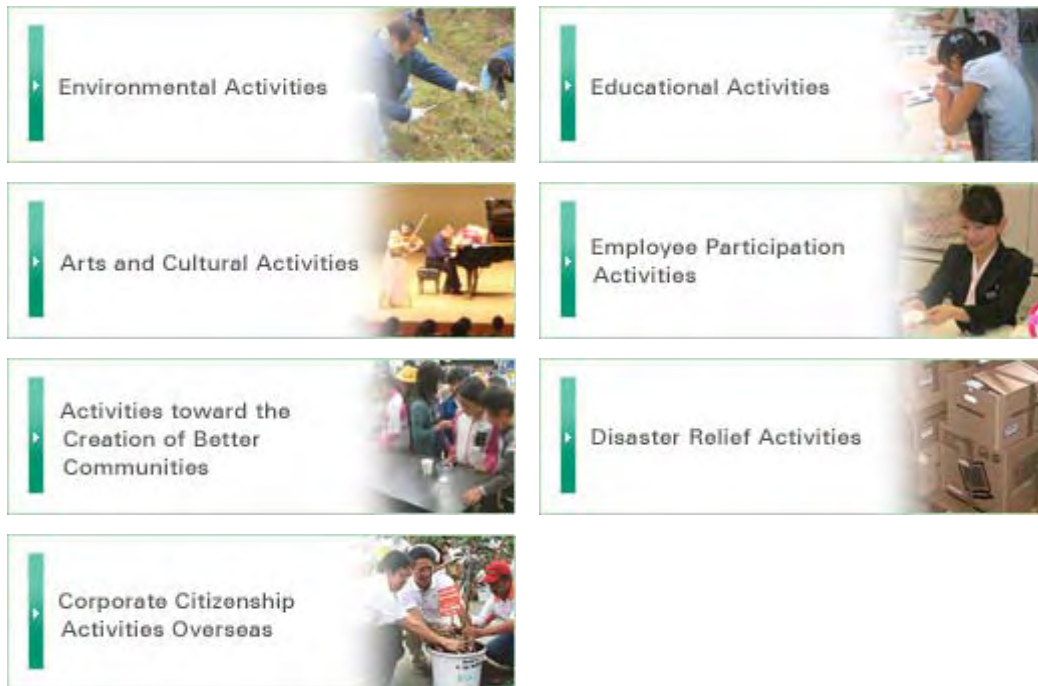 Environmental Activities
Educational Activities
Arts and Cultural Activities
Employee Participation
Activities
Activities toward the
Creation of Better
Communities
Disaster Relief Activities
Corporate Citizenship
Activities Overseas